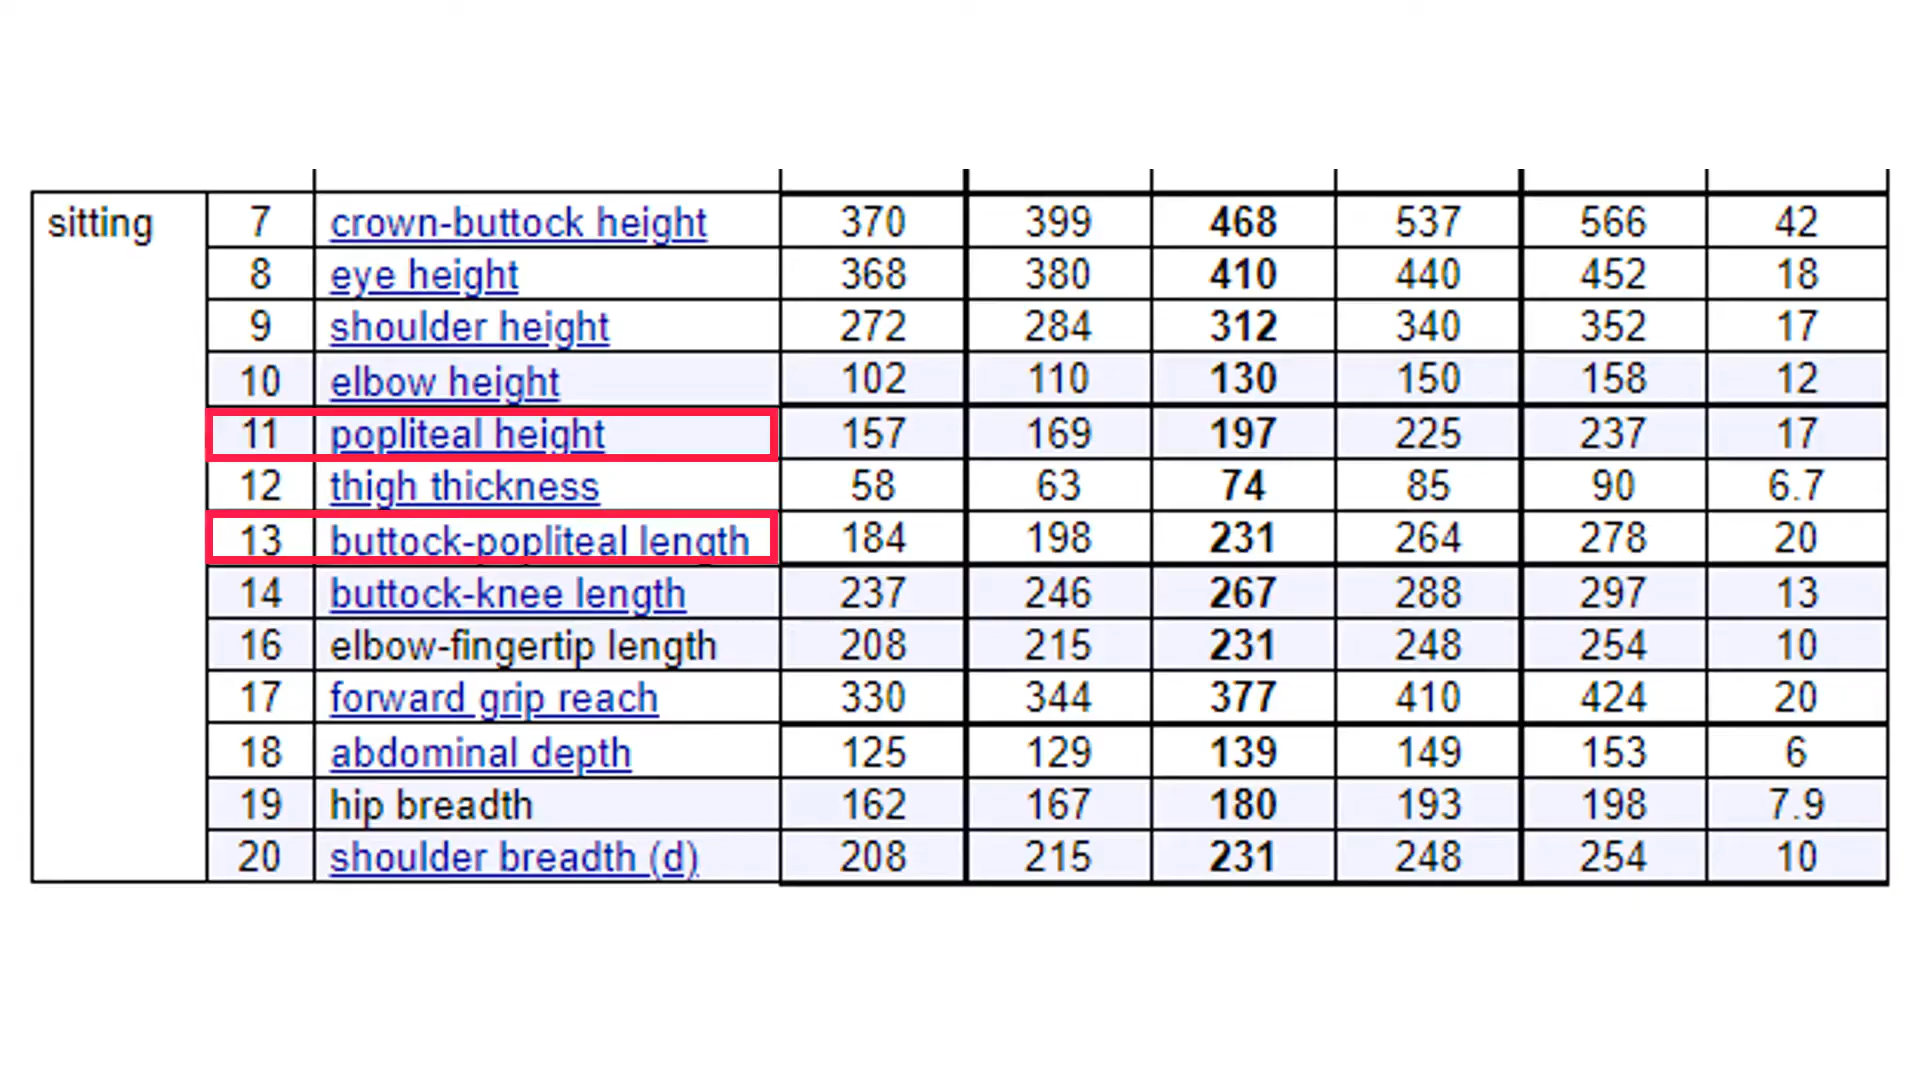 sitting 7 crown-buttock height 370 399 468 537 566 42
8 eye height 368 380 410 440 452 18
9 shoulder height 272 284 312 340 352 17
10 elbow height 102 110 130 150 158 12
11 popliteal height 157 169 197 225 237 17
12 thigh thickness 58 63 74 85 90 6.7
13 buttock-popliteal length 184 198 231 264 278 20
14 buttock-knee length 237 246 267 288 297 13
16 elbow-fingertip length 208 215 231 248 254 10
17 forward grip reach 330 344 377 410 424 20
18 abdominal depth 125 129 139 149 153 6
19 hip breadth 162 167 180 193 198 7.9
20 shoulder breadth (d) 208 215 231 248 254 10